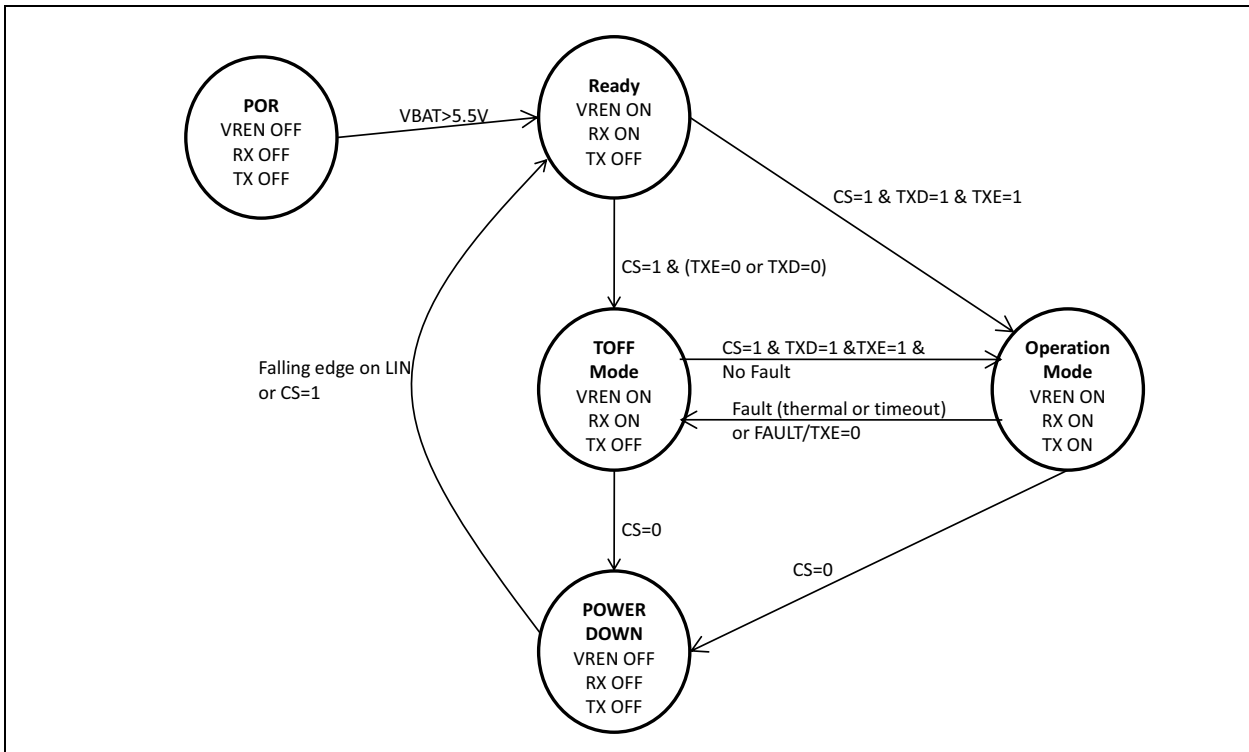 POR
VREN OFF
RX OFF
TX OFF
VBAT>5.5V
Ready
VREN ON
RX ON
TX OFF
CS=1 & TXD=1 & TXE=1
CS=1 & (TXE=0 or TXD=0)
Falling edge on LIN
or CS=1
TOFF
Mode
VREN ON
RX ON
TX OFF
CS=1 & TXD=1 &TXE=1 &
No Fault
Fault (thermal or timeout)
or FAULT/TXE=0
Operation
Mode
VREN ON
RX ON
TX ON
CS=0
CS=0
POWER
DOWN
VREN OFF
RX OFF
TX OFF